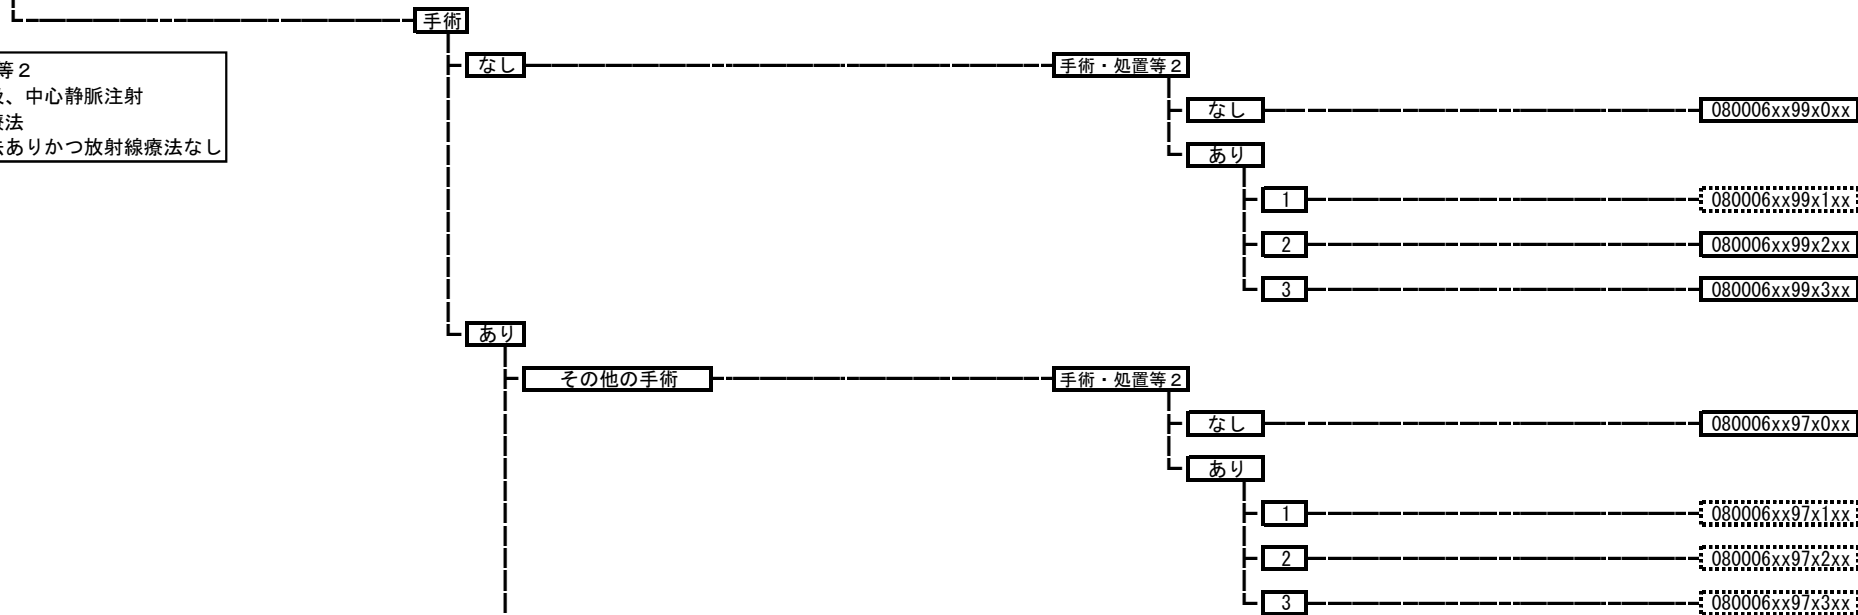 手術
等２
、中心静脈注射
療法
ありかつ放射線療法なし
なし
手術・処置等２
なし
080006xx99x0xx
あり
1
080006xx99x1xx
2
080006xx99x2xx
3
080006xx99x3xx
あり
その他の手術
手術・処置等２
なし
080006xx97x0xx
あり
1
080006xx97x1xx
2
080006xx97x2xx
3
080006xx97x3xx